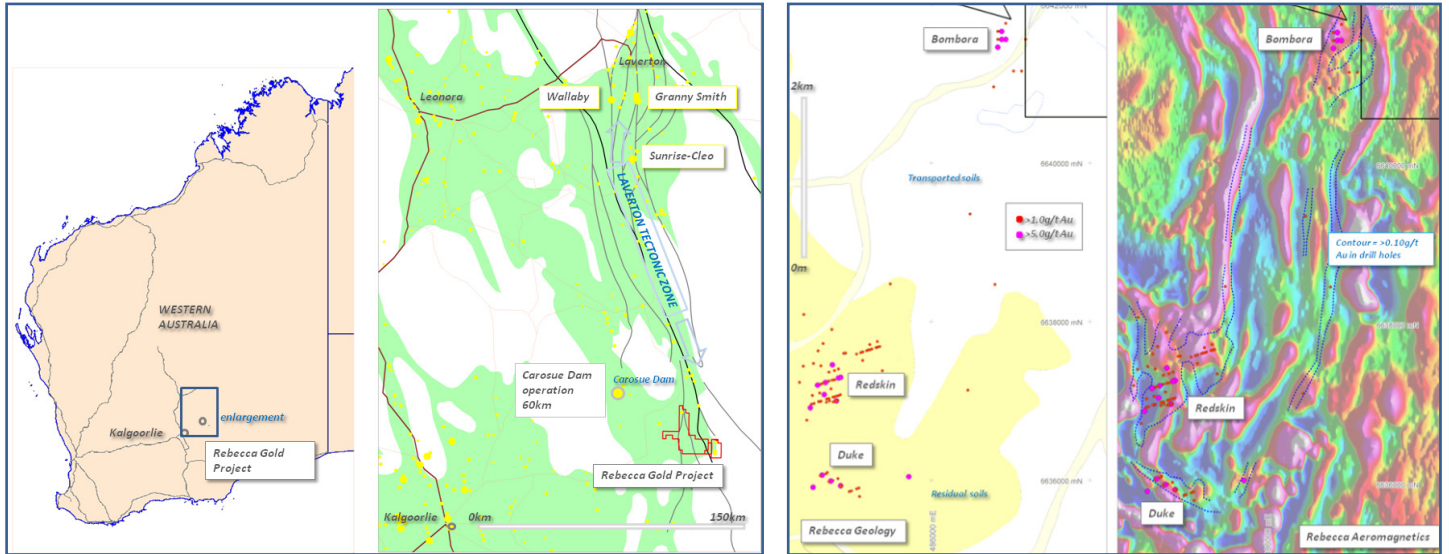 WESTERN
AUSTRALIA
enlargement
Kalgoorlie
Rebecca Gold
Project
Laverton
Leonora
Wallaby
Granny Smith
Sunrise-Cleo
LAVERTON TECTONIC ZONE
Carosue Dam
operation
60km
Carosue Dam
Rebecca Gold Project
Kalgoorlie
0km
150km
Bombora
2km
0m
6640000 mN
Transported soils
>1.0g/t Au
>5.0g/t Au
6638000 mN
Redskin
Duke
6636000 mN
Residual soils
486000 mE
Rebecca Geology
Bombora
Contour = >0.10g/t
Au in drill holes
Redskin
Duke
Rebecca Aeromagnetics